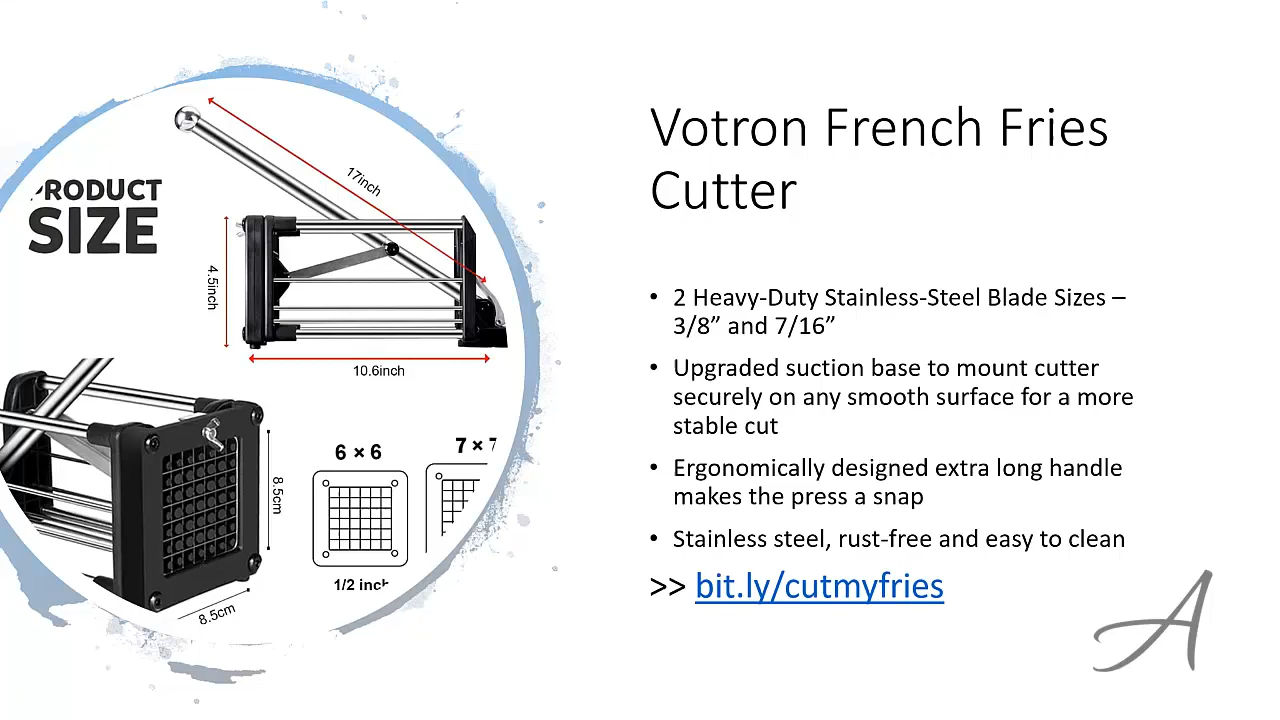 Votron French Fries
Cutter
• 2 Heavy-Duty Stainless-Steel Blade Sizes –
3/8” and 7/16”
• Upgraded suction base to mount cutter
securely on any smooth surface for a more
stable cut
• Ergonomically designed extra long handle
makes the press a snap
• Stainless steel, rust-free and easy to clean
>> bit.ly/cutmyfries
PRODUCT
SIZE
17inch
4.5inch
10.6inch
6 × 6
7 × 7
8.5cm
1/2 inch
8.5cm
A